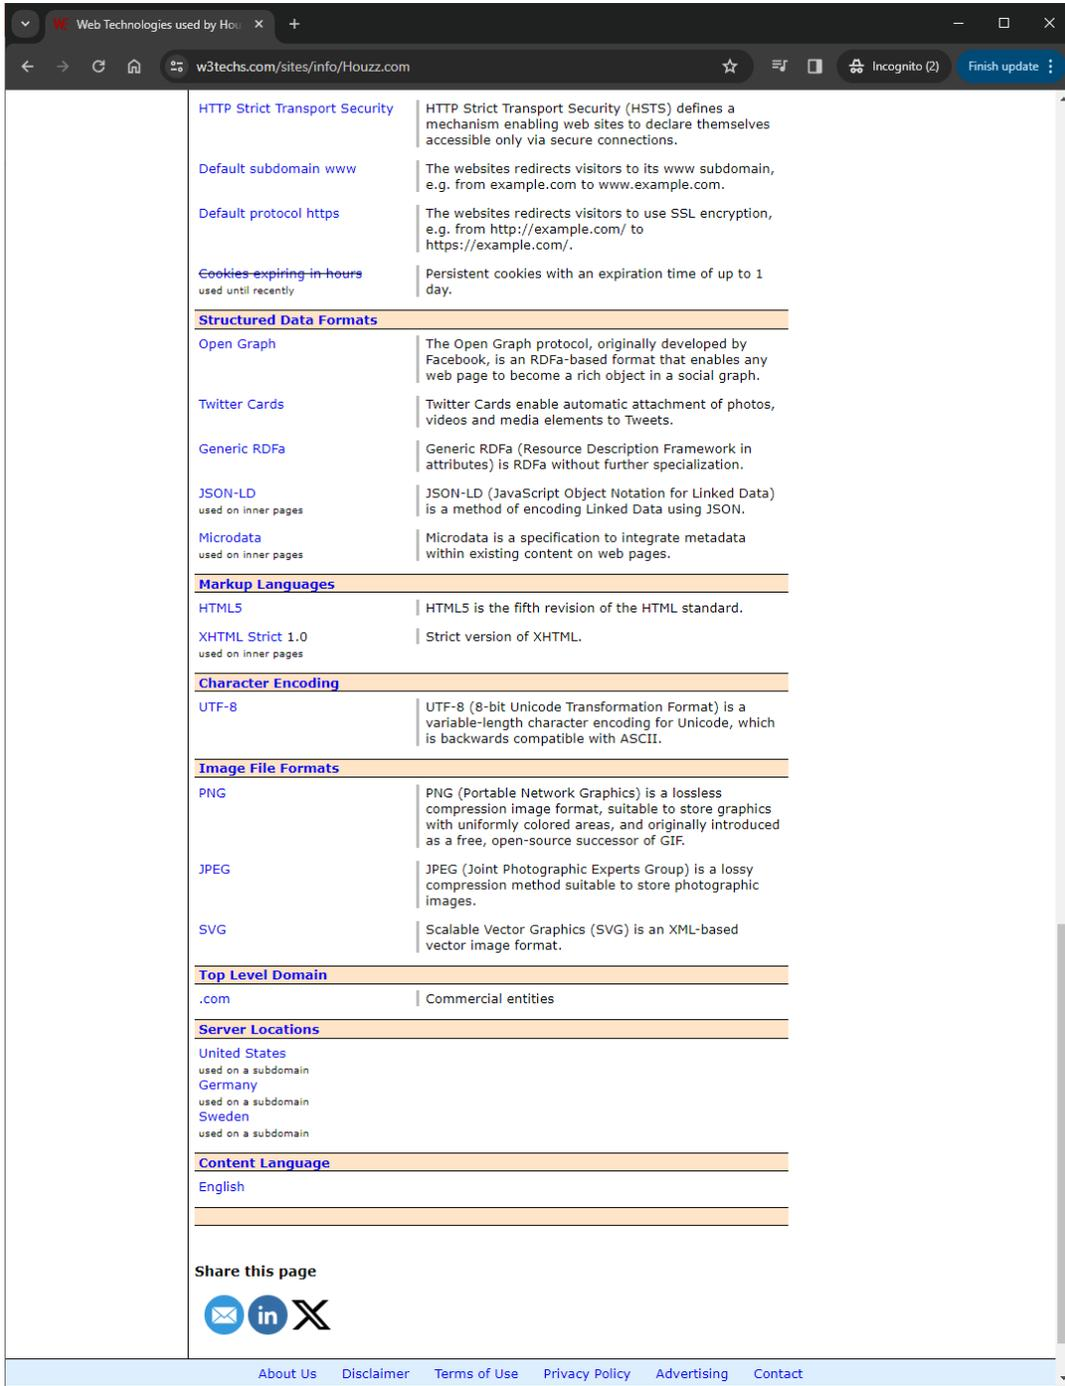 Web Technologies used by Hou
w3techs.com/sites/info/Houzz.com
Incognito (2)
Finish update
HTTP Strict Transport Security
HTTP Strict Transport Security (HSTS) defines a
mechanism enabling web sites to declare themselves
accessible only via secure connections.
Default subdomain www
The websites redirects visitors to its www subdomain,
e.g. from example.com to www.example.com.
Default protocol https
The websites redirects visitors to use SSL encryption,
e.g. from http://example.com/ to
https://example.com/.
Cookies expiring in hours
used until recently
Persistent cookies with an expiration time of up to 1
day.
Structured Data Formats
Open Graph
The Open Graph protocol, originally developed by
Facebook, is an RDFa-based format that enables any
web page to become a rich object in a social graph.
Twitter Cards
Twitter Cards enable automatic attachment of photos,
videos and media elements to Tweets.
Generic RDFa
Generic RDFa (Resource Description Framework in
attributes) is RDFa without further specialization.
JSON-LD
used on inner pages
JSON-LD (JavaScript Object Notation for Linked Data)
is a method of encoding Linked Data using JSON.
Microdata
used on inner pages
Microdata is a specification to integrate metadata
within existing content on web pages.
Markup Languages
HTML5
HTML5 is the fifth revision of the HTML standard.
XHTML Strict 1.0
used on inner pages
Strict version of XHTML.
Character Encoding
UTF-8
UTF-8 (8-bit Unicode Transformation Format) is a
variable-length character encoding for Unicode, which
is backwards compatible with ASCII.
Image File Formats
PNG
PNG (Portable Network Graphics) is a lossless
compression image format, suitable to store graphics
with uniformly colored areas, and originally introduced
as a free, open-source successor of GIF.
JPEG
JPEG (Joint Photographic Experts Group) is a lossy
compression method suitable to store photographic
images.
SVG
Scalable Vector Graphics (SVG) is an XML-based
vector image format.
Top Level Domain
.com
Commercial entities
Server Locations
United States
used on a subdomain
Germany
used on a subdomain
Sweden
used on a subdomain
Content Language
English
Share this page
in
About Us Disclaimer Terms of Use Privacy Policy Advertising Contact